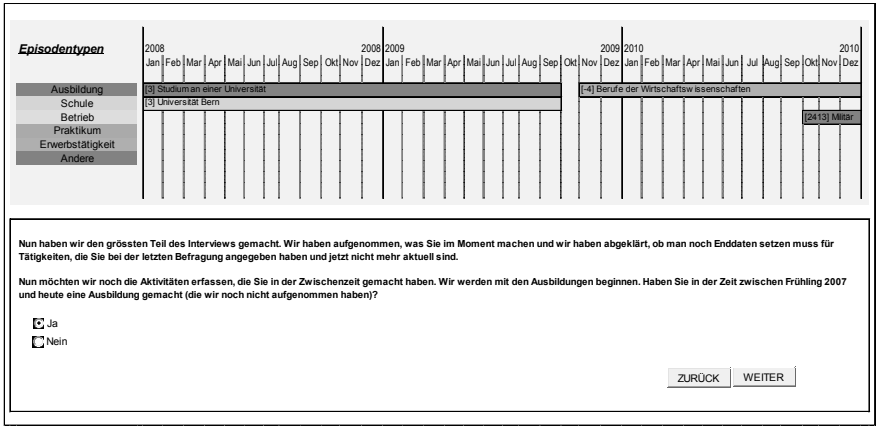 Episodentypen
2008 2008 2009 2009 2010 2010
Jan Feb Mar Apr Mai Jun Jul Aug Sep Okt Nov Dez Jan Feb Mar Apr Mai Jun Jul Aug Sep Okt Nov Dez Jan Feb Mar Apr Mai Jun Jul Aug Sep Okt Nov Dez
Ausbildung [3] Studium an einer Universität [-4] Berufe der Wirtschaftswissenschaften
Schule [3] Universität Bern
Betrieb [2413] Militär
Praktikum
Erwerbstätigkeit
Andere
Nun haben wir den grössten Teil des Interviews gemacht. Wir haben aufgenommen, was Sie im Moment machen und wir haben abgeklärt, ob man noch Enddaten setzen muss für
Tätigkeiten, die Sie bei der letzten Befragung angegeben haben und jetzt nicht mehr aktuell sind.
Nun möchten wir noch die Aktivitäten erfassen, die Sie in der Zwischenzeit gemacht haben. Wir werden mit den Ausbildungen beginnen. Haben Sie in der Zeit zwischen Frühling 2007
und heute eine Ausbildung gemacht (die wir noch nicht aufgenommen haben)?
Ja
Nein
ZURÜCK WEITER